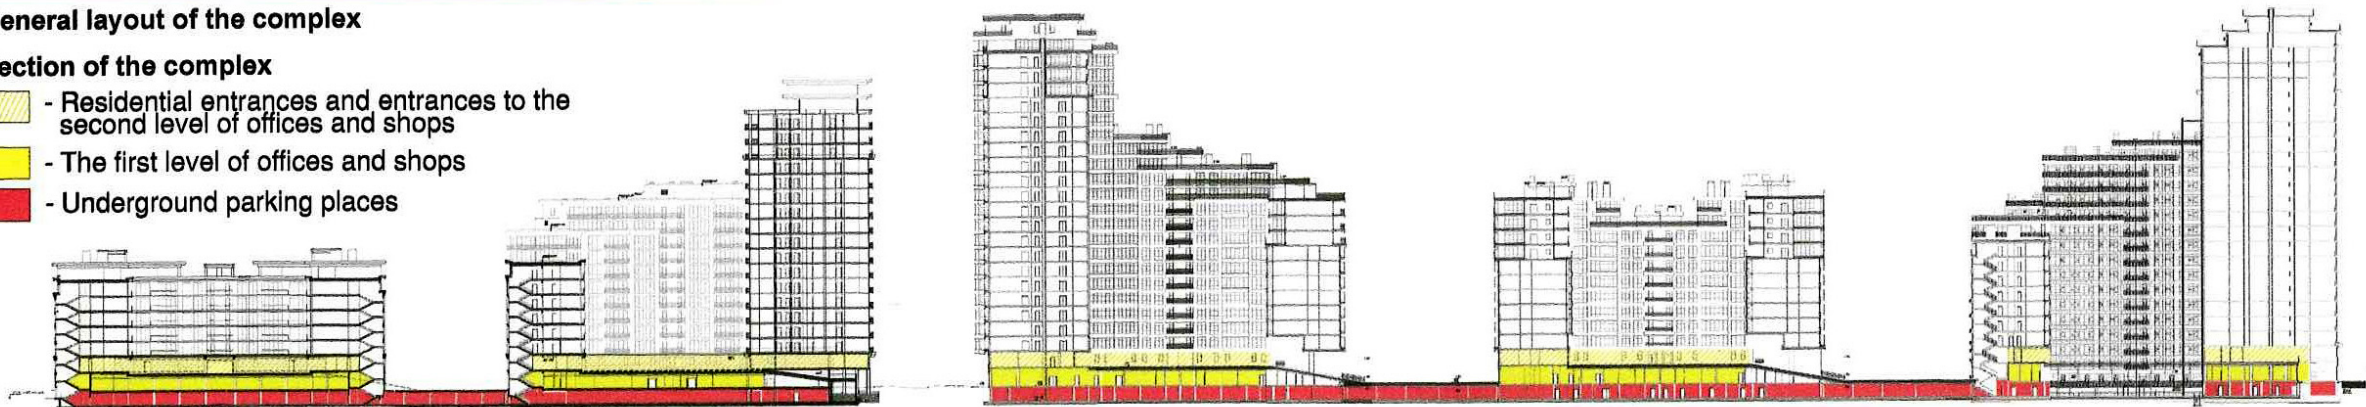 eneral layout of the complex
ection of the complex
- Residential entrances and entrances to the
second level of offices and shops
- The first level of offices and shops
- Underground parking places